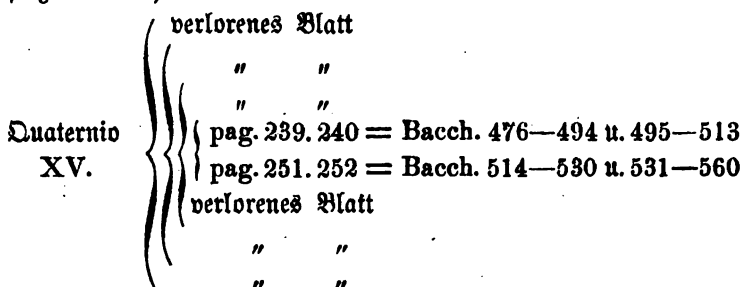 verlorenes Blatt
" "
" "
Quaternio pag. 239. 240 = Bacch. 476—494 u. 495—513
XV. pag. 251. 252 = Bacch. 514—530 u. 531—560
verlorenes Blatt
" "
" "